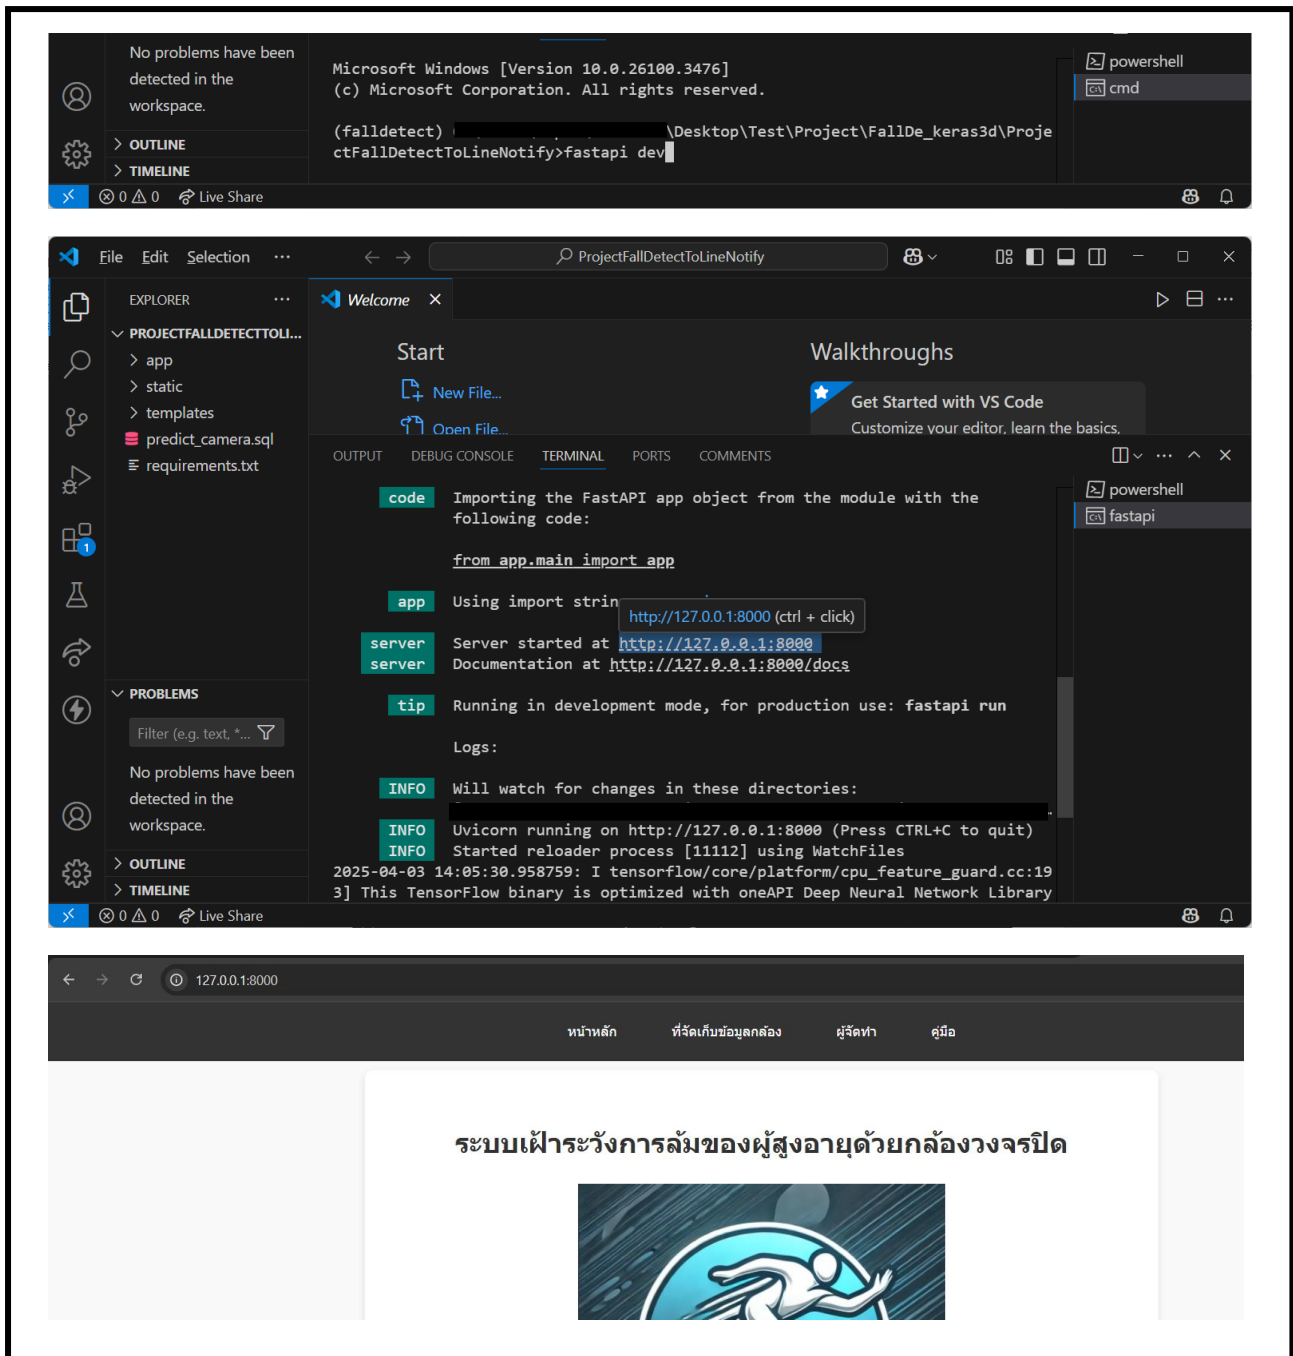 No problems have been
detected in the
workspace.
OUTLINE
TIMELINE
Microsoft Windows [Version 10.0.26100.3476]
(c) Microsoft Corporation. All rights reserved.
(falldetect) \Desktop\Test\Project\FallDe_keras3d\Proje
ctFallDetectToLineNotify>fastapi dev
powershell
cmd
0 0 Live Share
File Edit Selection ···
ProjectFallDetectToLineNotify
EXPLORER ···
PROJECTFALLDETECTTOLI...
app
static
templates
predict_camera.sql
requirements.txt
Welcome
Start
New File...
Open File...
Walkthroughs
Get Started with VS Code
Customize your editor, learn the basics,
OUTPUT DEBUG CONSOLE TERMINAL PORTS COMMENTS
powershell
fastapi
code Importing the FastAPI app object from the module with the
following code:
from app.main import app
app Using import strin
http://127.0.0.1:8000 (ctrl + click)
server Server started at http://127.0.0.1:8000
server Documentation at http://127.0.0.1:8000/docs
tip Running in development mode, for production use: fastapi run
Logs:
INFO Will watch for changes in these directories:
INFO Uvicorn running on http://127.0.0.1:8000 (Press CTRL+C to quit)
INFO Started reloader process [11112] using WatchFiles
2025-04-03 14:05:30.958759: I tensorflow/core/platform/cpu_feature_guard.cc:19
3] This TensorFlow binary is optimized with oneAPI Deep Neural Network Library
1
PROBLEMS
Filter (e.g. text, *...
No problems have been
detected in the
workspace.
OUTLINE
TIMELINE
0 0 Live Share
127.0.0.1:8000
หน้าหลัก ที่จัดเก็บข้อมูลกล้อง ผู้จัดทำ คู่มือ
ระบบเฝ้าระวังการล้มของผู้สูงอายุด้วยกล้องวงจรปิด